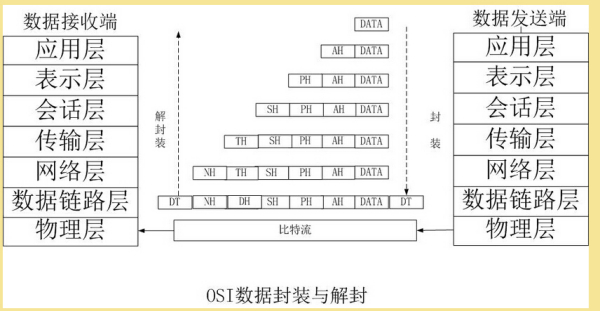 数据接收端
应用层
表示层
会话层
传输层
网络层
数据链路层
物理层
解封装
DATA
AH DATA
PH AH DATA
SH PH AH DATA
TH SH PH AH DATA
NH TH SH PH AH DATA
DT NH DH SH PH AH DATA DT
比特流
封装
数据发送端
应用层
表示层
会话层
传输层
网络层
数据链路层
物理层
OSI数据封装与解封